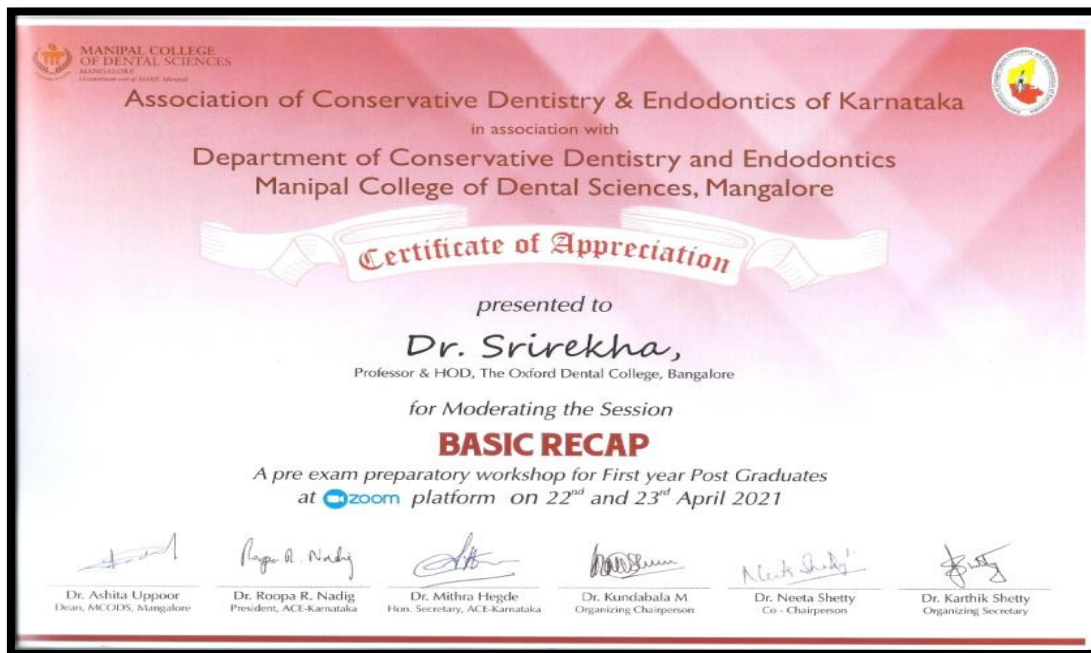 MANIPAL COLLEGE
OF DENTAL SCIENCES
MANGALORE
Association of Conservative Dentistry & Endodontics of Karnataka
in association with
Department of Conservative Dentistry and Endodontics
Manipal College of Dental Sciences, Mangalore
Certificate of Appreciation
presented to
Dr. Srirekha,
Professor & HOD, The Oxford Dental College, Bangalore
for Moderating the Session
BASIC RECAP
A pre exam preparatory workshop for First year Post Graduates
at zoom platform on 22nd and 23rd April 2021
Roopa R. Nadig
Neeta Shetty
Dr. Ashita Uppoor
Dean, MCODS, Mangalore
Dr. Roopa R. Nadig
President, ACE-Karnataka
Dr. Mithra Hegde
Hon. Secretary, ACE-Karnataka
Dr. Kundabala M
Organizing Chairperson
Dr. Neeta Shetty
Co - Chairperson
Dr. Karthik Shetty
Organizing Secretary